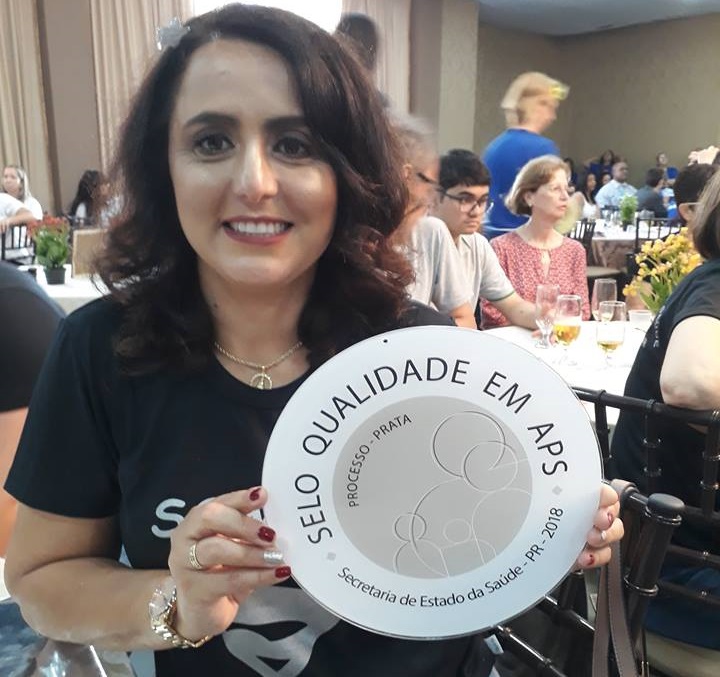 SELO QUALIDADE EM APS
PROCESSO - PRATA
Secretaria de Estado da Saúde - PR - 2018